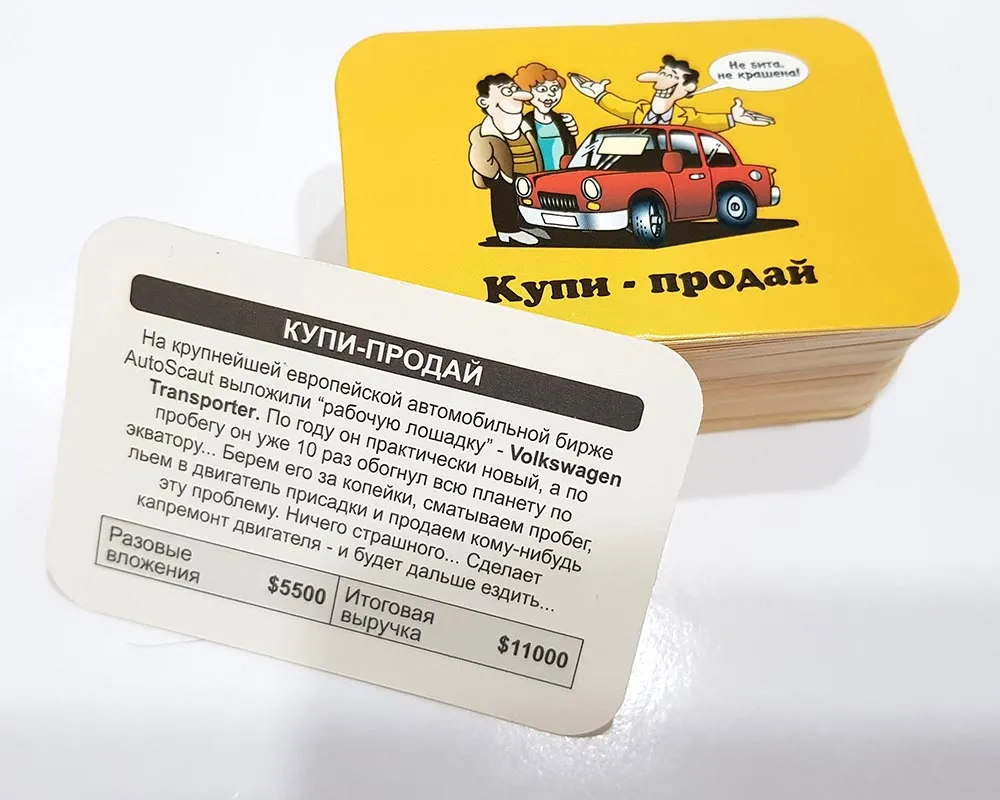 Не бита,
не крашена!
Купи - продай
КУПИ-ПРОДАЙ
На крупнейшей европейской автомобильной бирже
AutoScaut выложили “рабочую лошадку” - Volkswagen
Transporter. По году он практически новый, а по
пробегу он уже 10 раз обогнул всю планету по
экватору... Берем его за копейки, сматываем пробег,
льем в двигатель присадки и продаем кому-нибудь
эту проблему. Ничего страшного... Сделает
капремонт двигателя - и будет дальше ездить...
Разовые
вложения
$5500
Итоговая
выручка
$11000